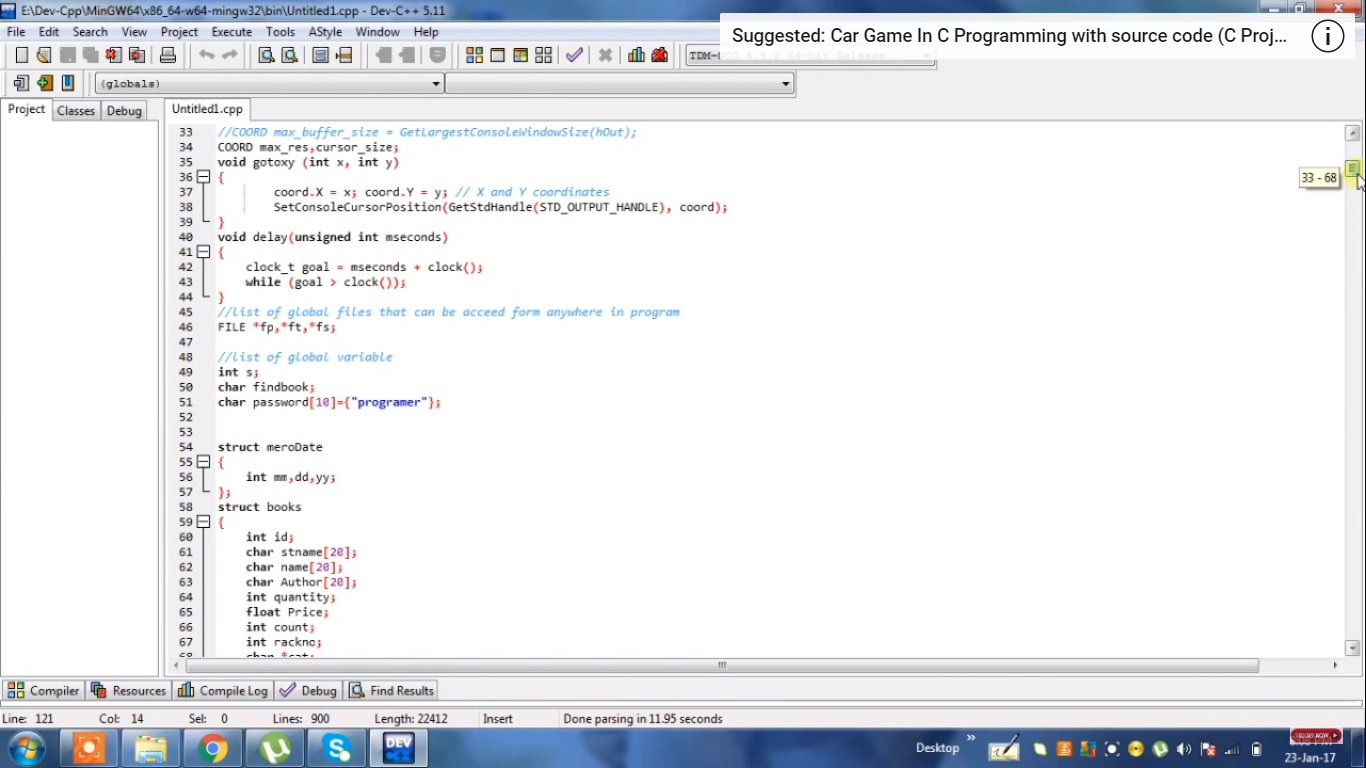 E:\Dev-Cpp\MinGW64\x86_64-w64-mingw32\bin\Untitled1.cpp - Dev-C++ 5.11
File Edit Search View Project Execute Tools AStyle Window Help
Suggested: Car Game In C Programming with source code (C Proj...
(globals)
Project Classes Debug
Untitled1.cpp
33 //COORD max_buffer_size = GetLargestConsoleWindowSize(hOut);
34 COORD max_res,cursor_size;
35 void gotoxy (int x, int y)
36 {
37 coord.X = x; coord.Y = y; // X and Y coordinates
38 SetConsoleCursorPosition(GetStdHandle(STD_OUTPUT_HANDLE), coord);
39 }
40 void delay(unsigned int mseconds)
41 {
42 clock_t goal = mseconds + clock();
43 while (goal > clock());
44 }
45 //list of global files that can be acceed form anywhere in program
46 FILE *fp,*ft,*fs;
47
48 //list of global variable
49 int s;
50 char findbook;
51 char password[10]={"programer"};
52
53
54 struct meroDate
55 {
56 int mm,dd,yy;
57 };
58 struct books
59 {
60 int id;
61 char stname[20];
62 char name[20];
63 char Author[20];
64 int quantity;
65 float Price;
66 int count;
67 int rackno;
68 char *cat;
33 - 68
Compiler Resources Compile Log Debug Find Results
Line: 121 Col: 14 Sel: 0 Lines: 900 Length: 22412 Insert Done parsing in 11.95 seconds
DEV
Desktop
SUBSCRIBE NOW
23-Jan-17